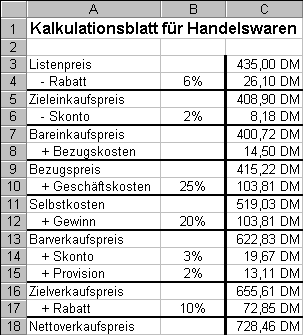 A B C
1 Kalkulationsblatt für Handelswaren
2
3 Listenpreis 435,00 DM
4 - Rabatt 6% 26,10 DM
5 Zieleinkaufspreis 408,90 DM
6 - Skonto 2% 8,18 DM
7 Bareinkaufspreis 400,72 DM
8 + Bezugskosten 14,50 DM
9 Bezugspreis 415,22 DM
10 + Geschäftskosten 25% 103,81 DM
11 Selbstkosten 519,03 DM
12 + Gewinn 20% 103,81 DM
13 Barverkaufspreis 622,83 DM
14 + Skonto 3% 19,67 DM
15 + Provision 2% 13,11 DM
16 Zielverkaufspreis 655,61 DM
17 + Rabatt 10% 72,85 DM
18 Nettoverkaufspreis 728,46 DM